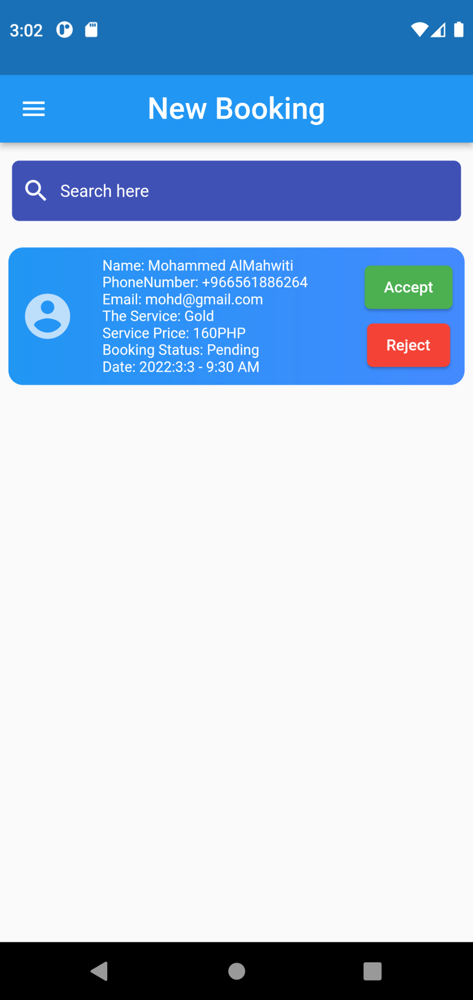 3:02
New Booking
Search here
Name: Mohammed AlMahwiti
PhoneNumber: +966561886264
Email: mohd@gmail.com
The Service: Gold
Service Price: 160PHP
Booking Status: Pending
Date: 2022:3:3 - 9:30 AM
Accept
Reject